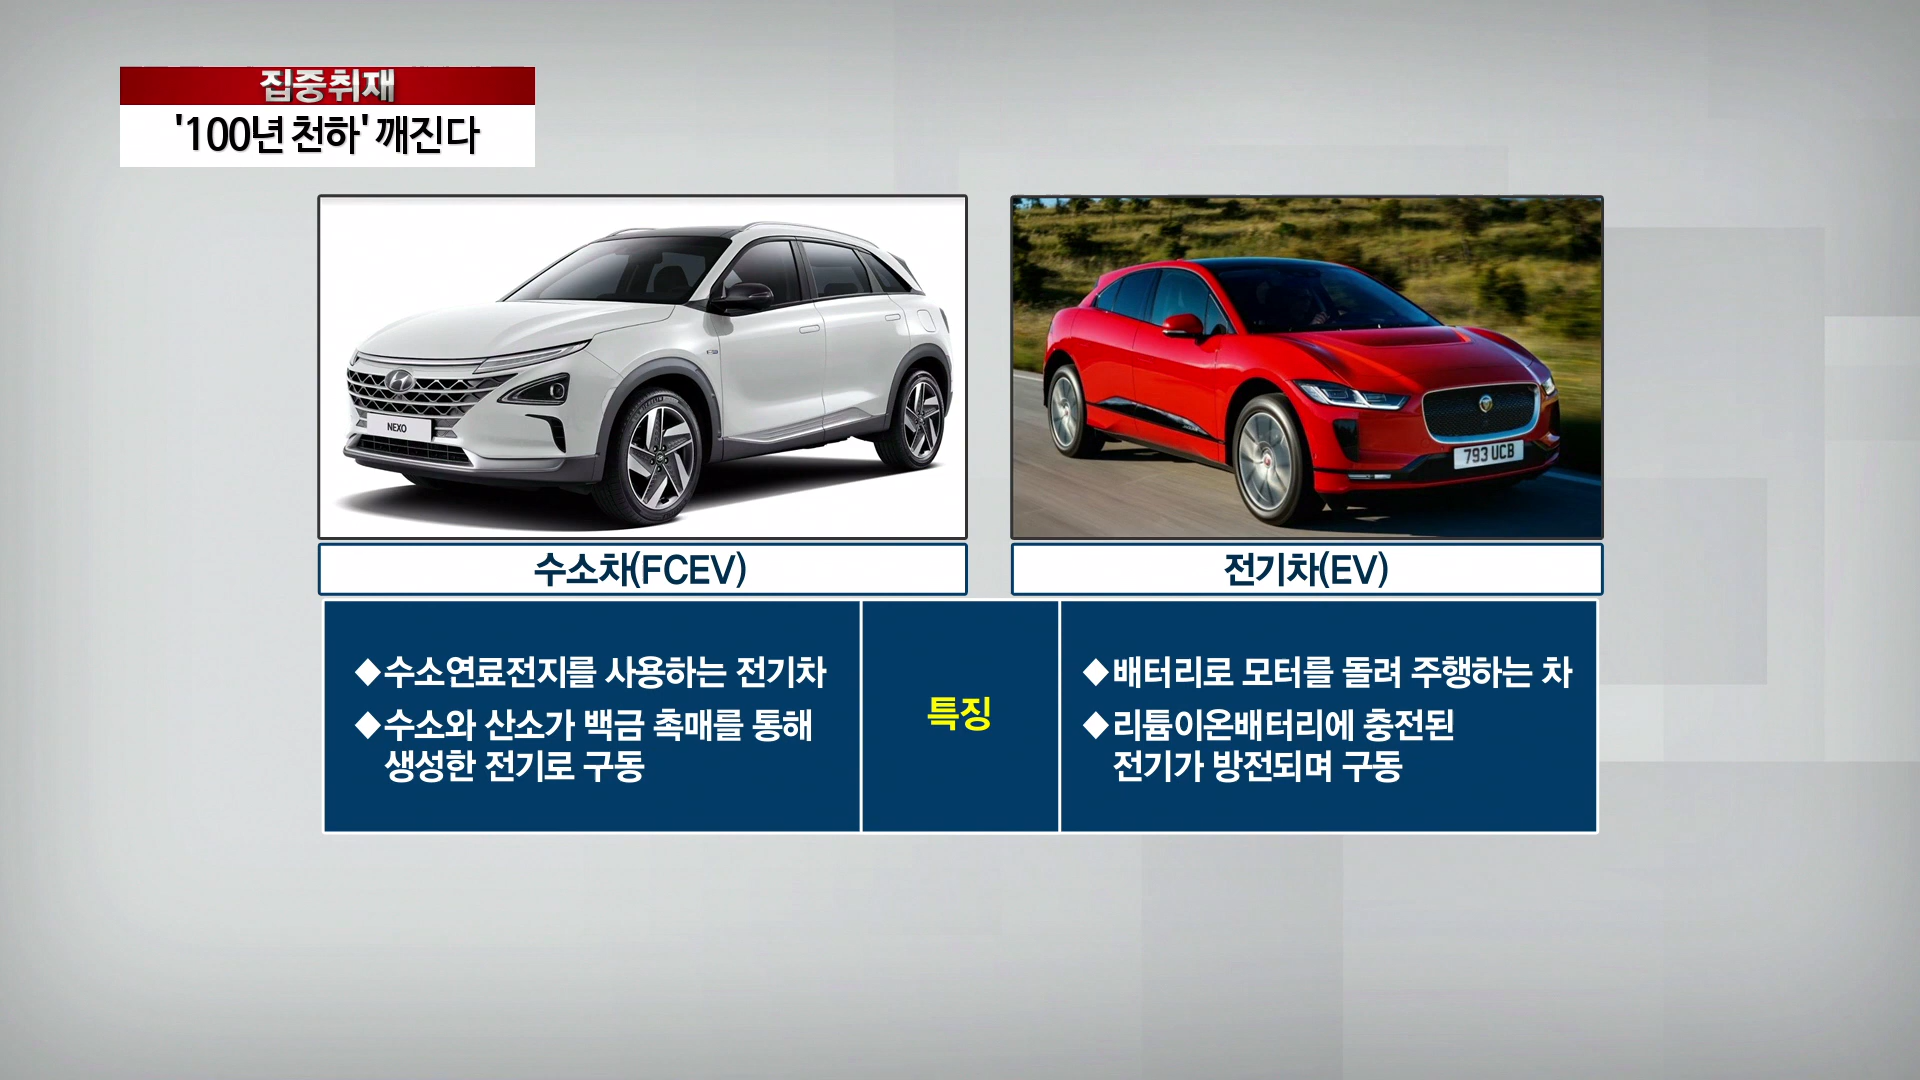 집중취재
'100년 천하' 깨진다
NEXO
793 UCB
수소차(FCEV)
전기차(EV)
◆수소연료전지를 사용하는 전기차
◆수소와 산소가 백금 촉매를 통해
생성한 전기로 구동
특징
◆배터리로 모터를 돌려 주행하는 차
◆리튬이온배터리에 충전된
전기가 방전되며 구동